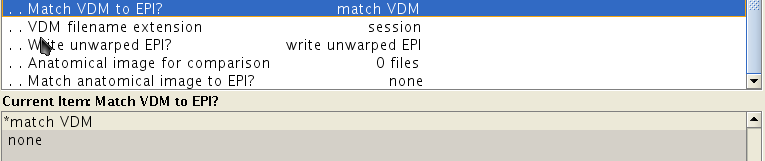 . . Match VDM to EPI? match VDM
. . VDM filename extension session
. . Write unwarped EPI? write unwarped EPI
. . Anatomical image for comparison 0 files
. . Match anatomical image to EPI? none
Current Item: Match VDM to EPI?
*match VDM
none